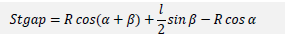 Stgap = R cos(α + β) + l/2 sin β − R cos α